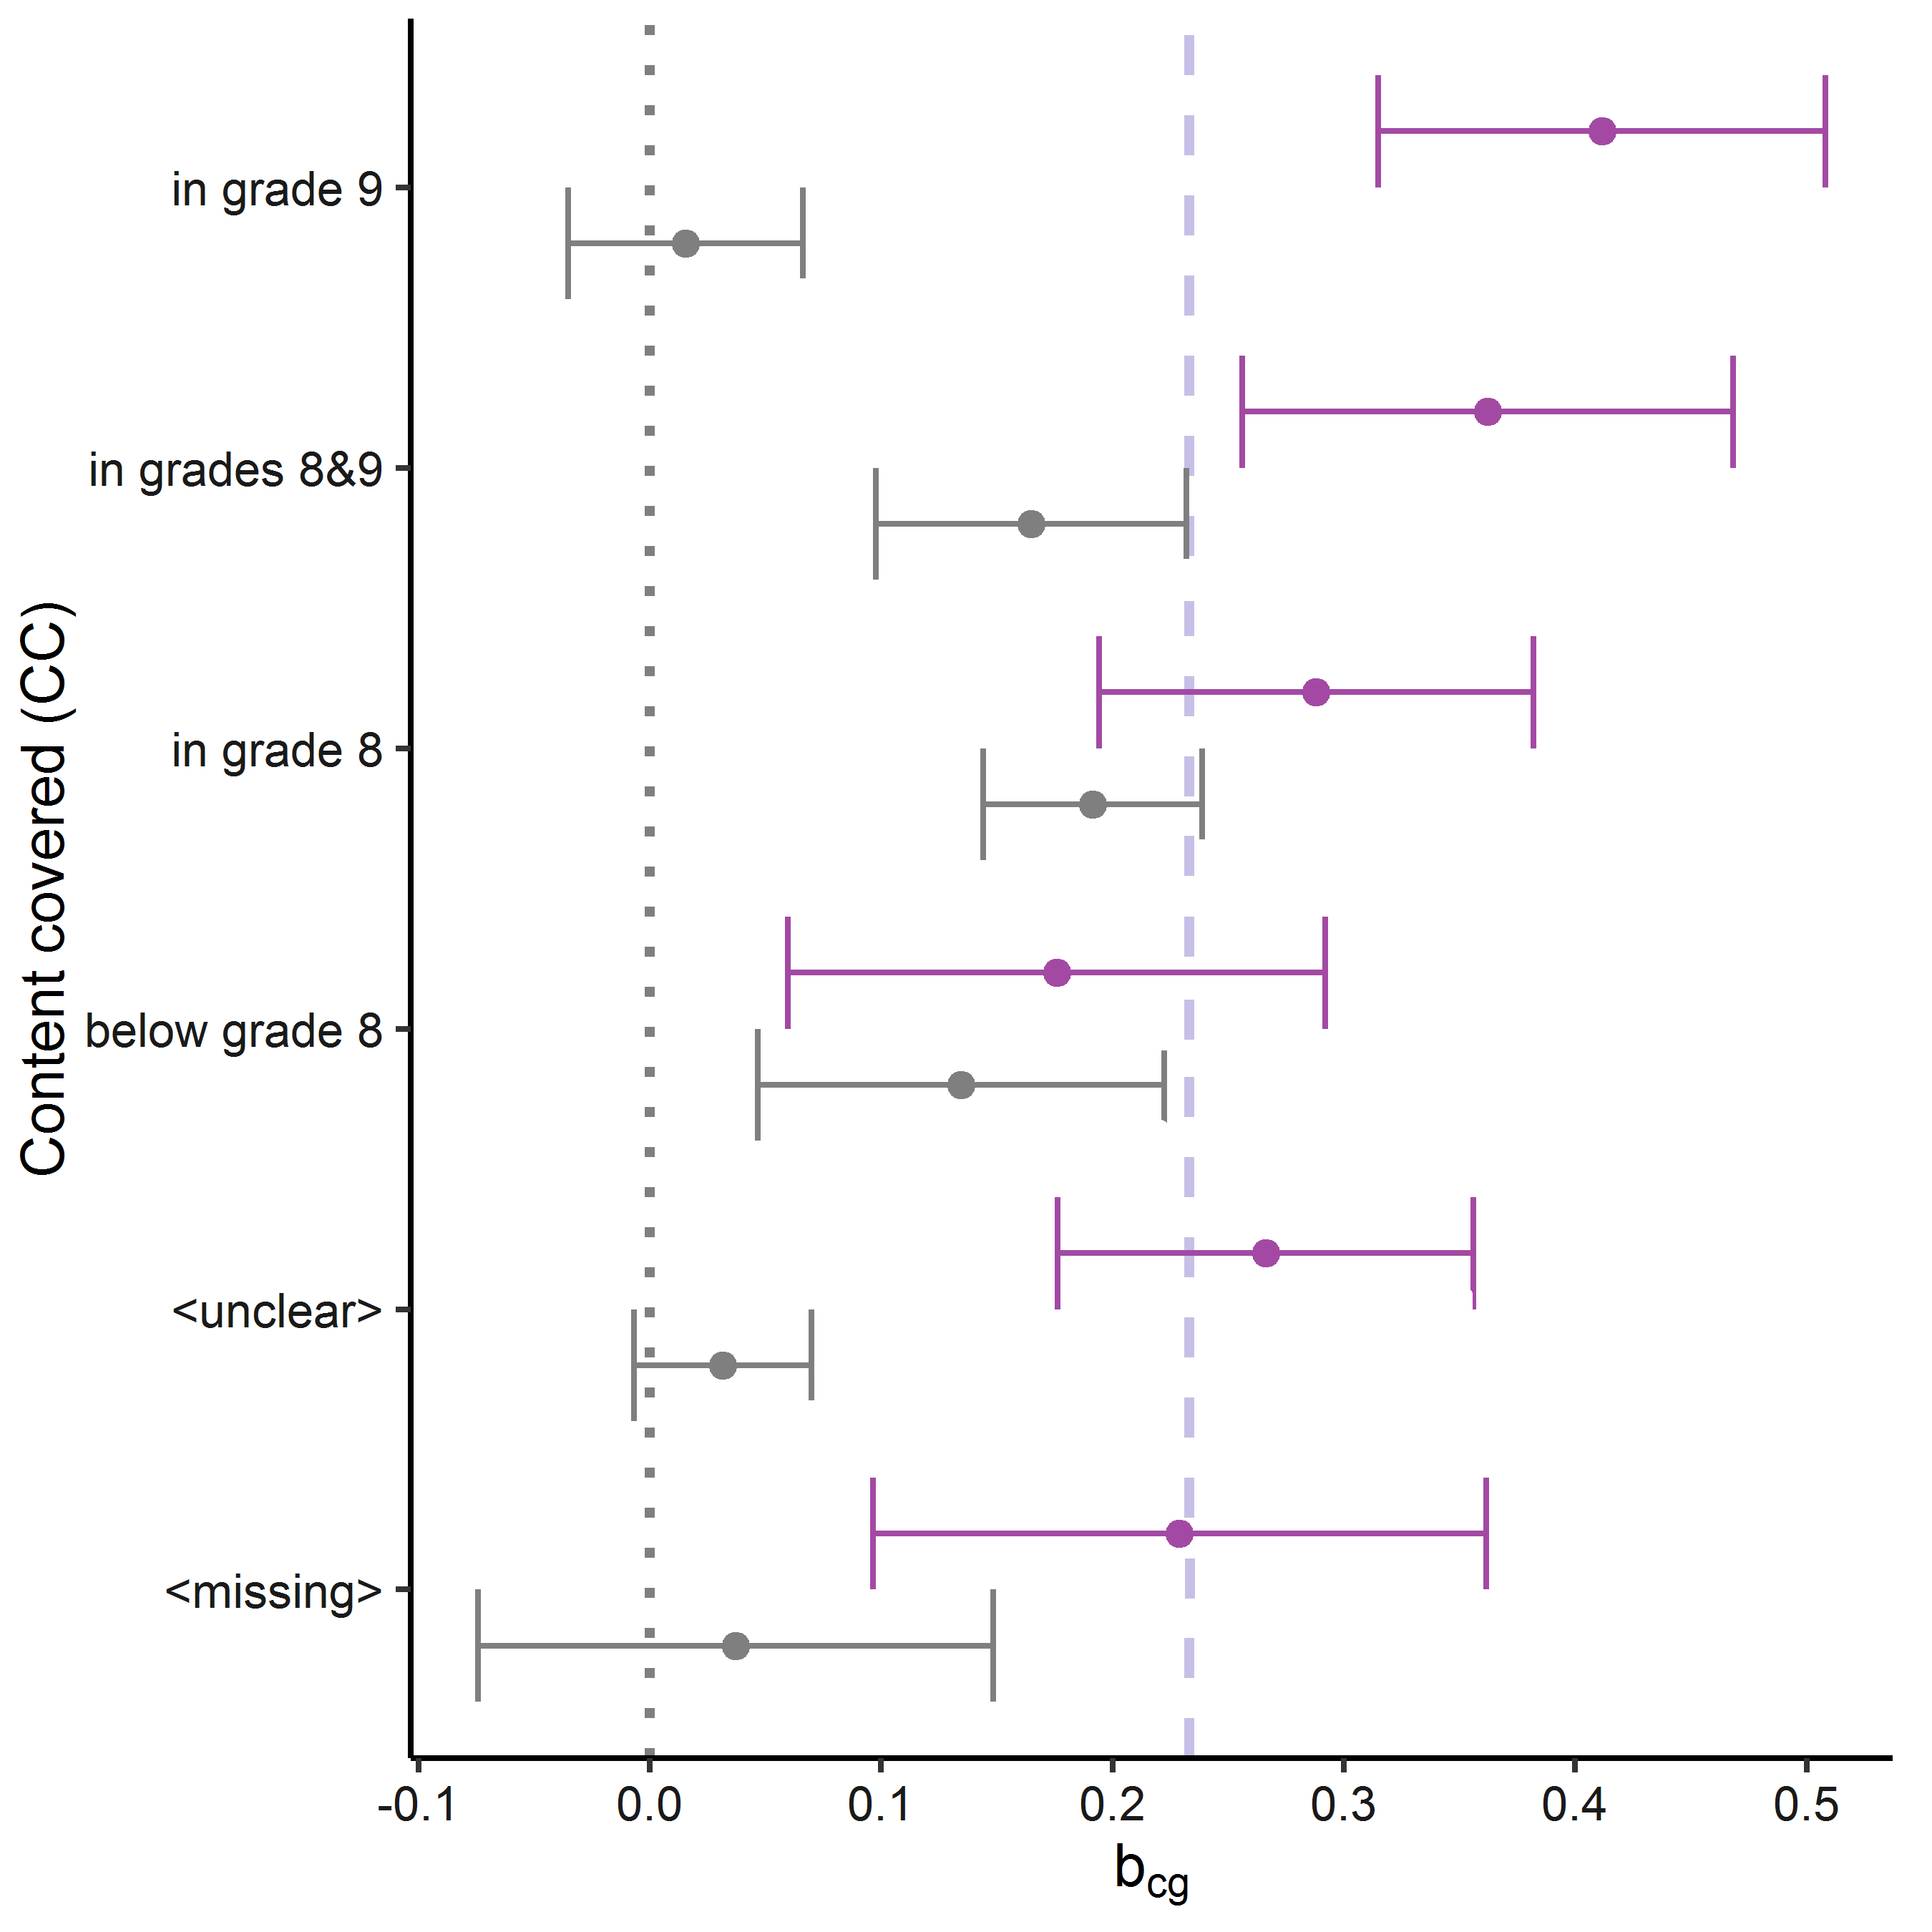 Content covered (CC)
in grade 9
in grades 8&9
in grade 8
below grade 8
<unclear>
<missing>
-0.1 0.0 0.1 0.2 0.3 0.4 0.5
bcg